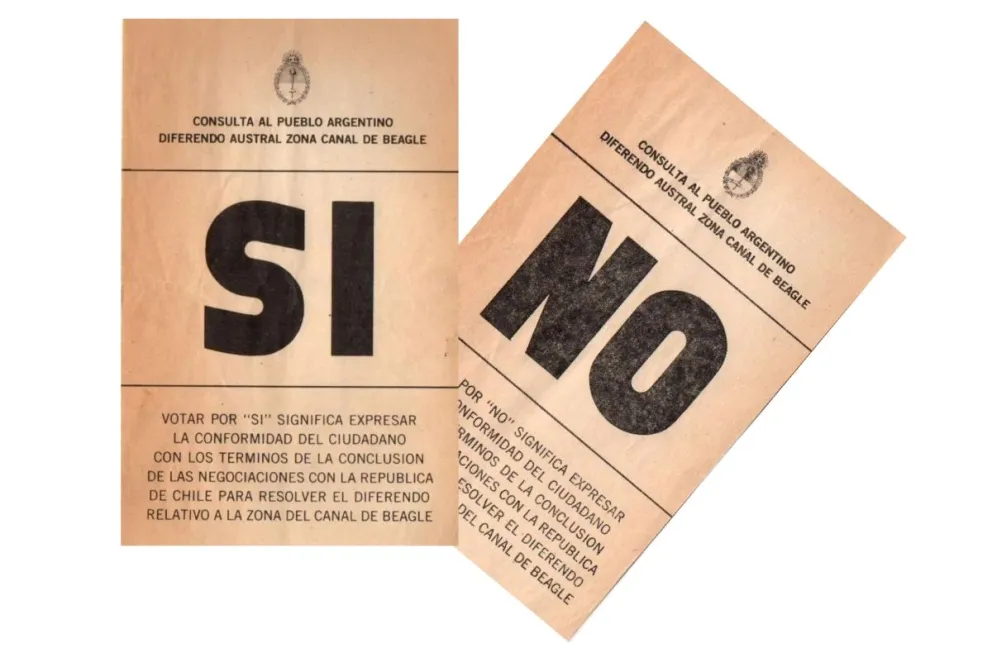 CONSULTA AL PUEBLO ARGENTINO
DIFERENDO AUSTRAL ZONA CANAL DE BEAGLE
SI
VOTAR POR "SI" SIGNIFICA EXPRESAR
LA CONFORMIDAD DEL CIUDADANO
CON LOS TERMINOS DE LA CONCLUSION
DE LAS NEGOCIACIONES CON LA REPUBLICA
DE CHILE PARA RESOLVER EL DIFERENDO
RELATIVO A LA ZONA DEL CANAL DE BEAGLE
CONSULTA AL PUEBLO ARGENTINO
DIFERENDO AUSTRAL ZONA CANAL DE BEAGLE
NO
POR "NO" SIGNIFICA EXPRESAR
ONFORMIDAD DEL CIUDADANO
RMINOS DE LA CONCLUSION
ACIONES CON LA REPUBLICA
ESOLVER EL DIFERENDO
DEL CANAL DE BEAGLE